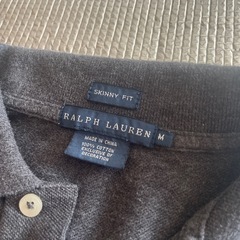 SKINNY FIT
RALPH LAUREN M
MADE IN CHINA
100% COTTON
EXCLUSIVE OF
DECORATION